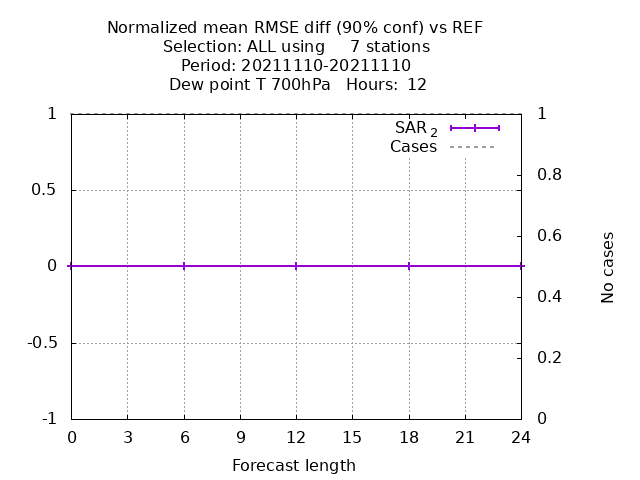 Normalized mean RMSE diff (90% conf) vs REF
Selection: ALL using     7 stations
Period: 20211110-20211110
Dew point T 700hPa   Hours:  12
1 1
SAR 2
Cases
0.8
0.5
0.6
0
0.4
-0.5
0.2
-1 0
No cases
0 3 6 9 12 15 18 21 24
Forecast length